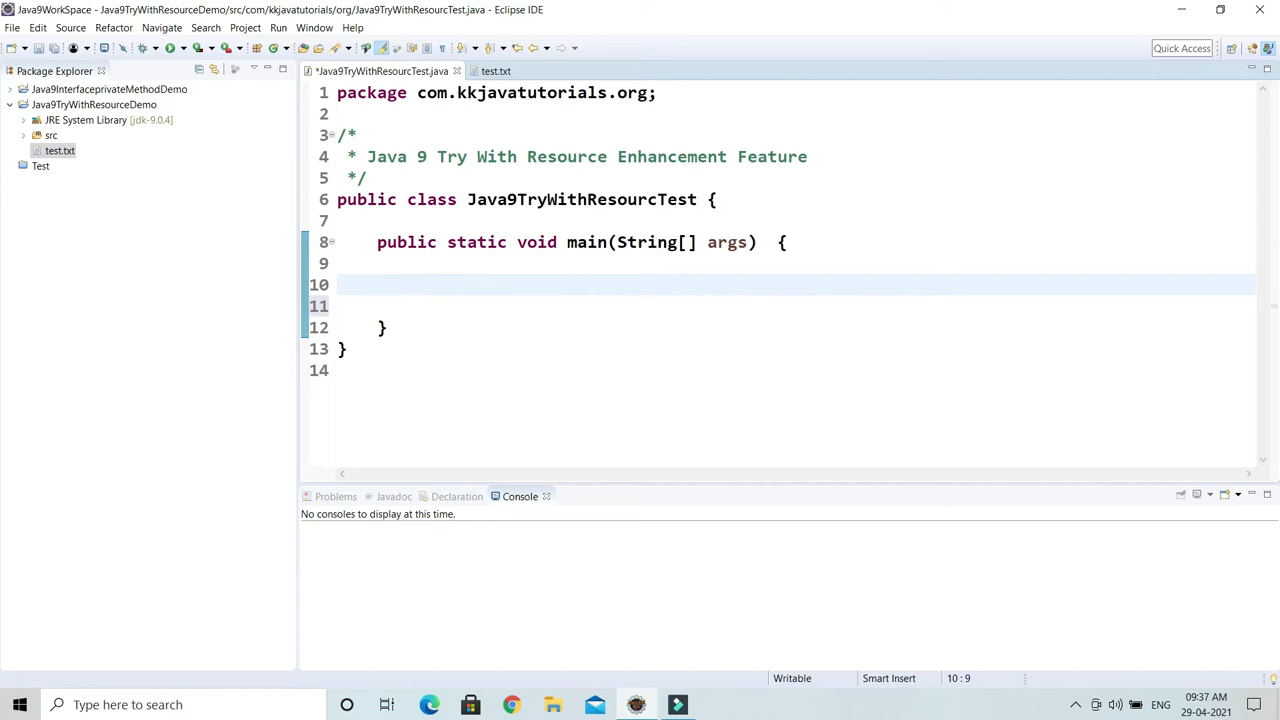 Java9WorkSpace - Java9TryWithResourceDemo/src/com/kkjavatutorials/org/Java9TryWithResourcTest.java - Eclipse IDE
File Edit Source Refactor Navigate Search Project Run Window Help
Quick Access
Package Explorer
*Java9TryWithResourcTest.java
test.txt
Java9InterfaceprivateMethodDemo
Java9TryWithResourceDemo
JRE System Library [jdk-9.0.4]
src
test.txt
Test
1 package com.kkjavatutorials.org;
2
3 /*
4 * Java 9 Try With Resource Enhancement Feature
5 */
6 public class Java9TryWithResourcTest {
7
8 public static void main(String[] args) {
9
10
11
12 }
13 }
14
Problems Javadoc Declaration Console
No consoles to display at this time.
Writable Smart Insert 10 : 9
Type here to search
ENG
09:37 AM
29-04-2021